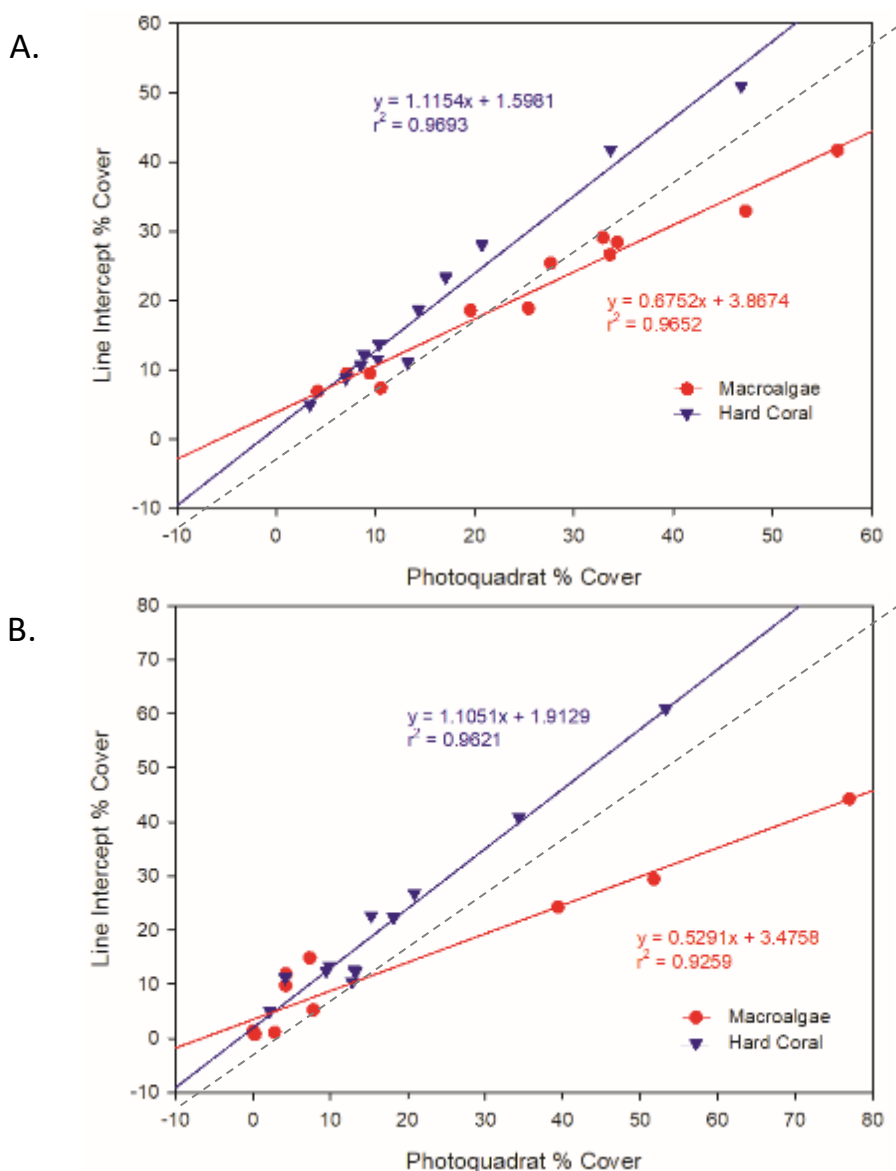 A.
60
50
40
30
20
10
0
-10
Line Intercept % Cover
y = 1.1154x + 1.5981
r² = 0.9693
y = 0.6752x + 3.8674
r² = 0.9652
Macroalgae
Hard Coral
-10 0 10 20 30 40 50 60
Photoquadrat % Cover
B.
80
70
60
50
40
30
20
10
0
-10
Line Intercept % Cover
y = 1.1051x + 1.9129
r² = 0.9621
y = 0.5291x + 3.4758
r² = 0.9259
Macroalgae
Hard Coral
-10 0 10 20 30 40 50 60 70 80
Photoquadrat % Cover